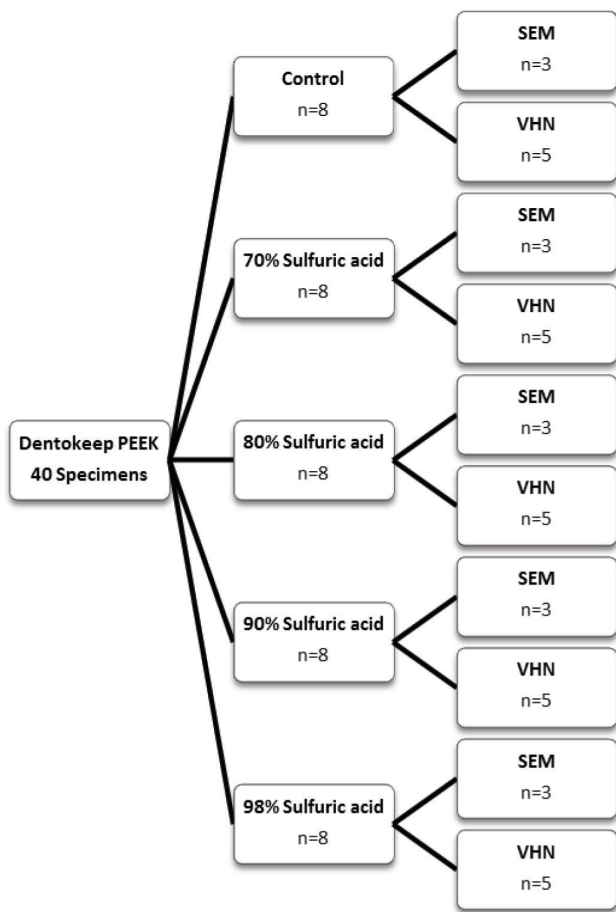 Dentokeep PEEK
40 Specimens
Control
n=8
SEM
n=3
VHN
n=5
70% Sulfuric acid
n=8
SEM
n=3
VHN
n=5
80% Sulfuric acid
n=8
SEM
n=3
VHN
n=5
90% Sulfuric acid
n=8
SEM
n=3
VHN
n=5
98% Sulfuric acid
n=8
SEM
n=3
VHN
n=5